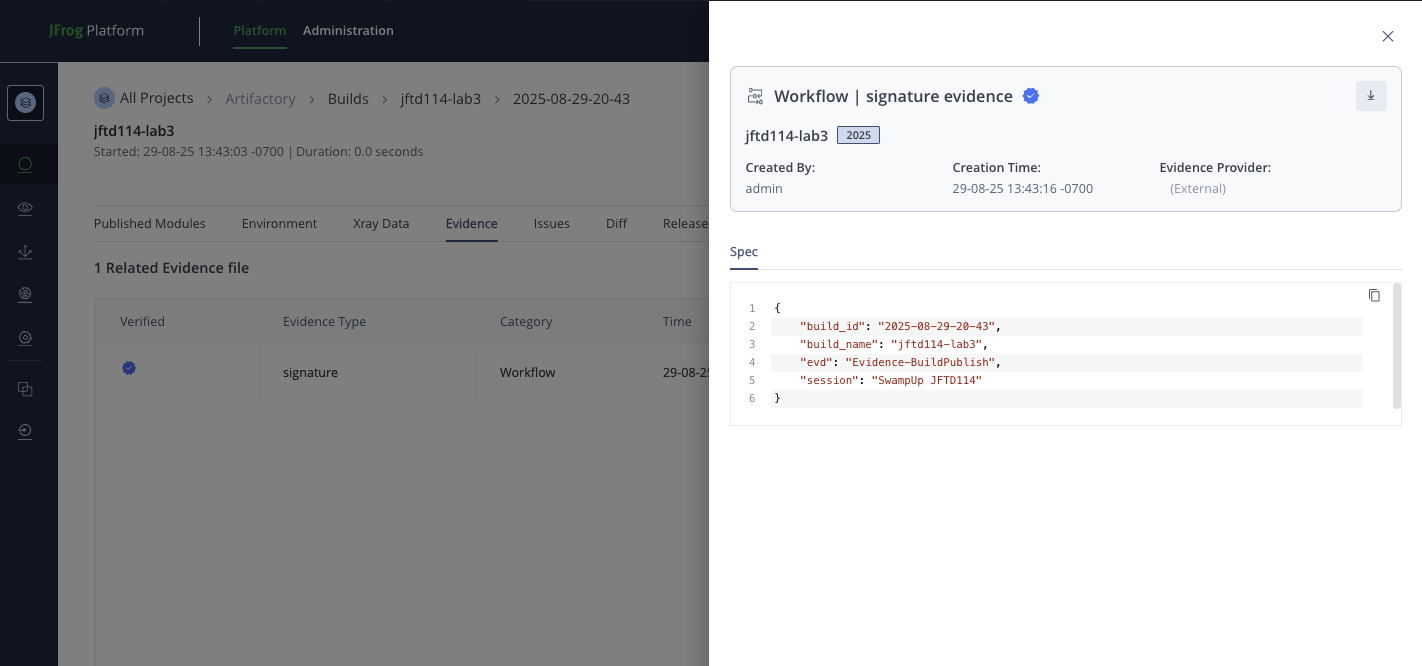 JFrog Platform
Platform
Administration
All Projects > Artifactory > Builds > jftd114-lab3 > 2025-08-29-20-43
jftd114-lab3
Started: 29-08-25 13:43:03 -0700 | Duration: 0.0 seconds
Published Modules Environment Xray Data Evidence Issues Diff Release
1 Related Evidence file
Verified Evidence Type Category Time
signature Workflow 29-08-25
Workflow | signature evidence
jftd114-lab3 2025
Created By: Creation Time: Evidence Provider:
admin 29-08-25 13:43:16 -0700 (External)
Spec
1 {
2 "build_id": "2025-08-29-20-43",
3 "build_name": "jftd114-lab3",
4 "evd": "Evidence-BuildPublish",
5 "session": "SwampUp JFTD114"
6 }